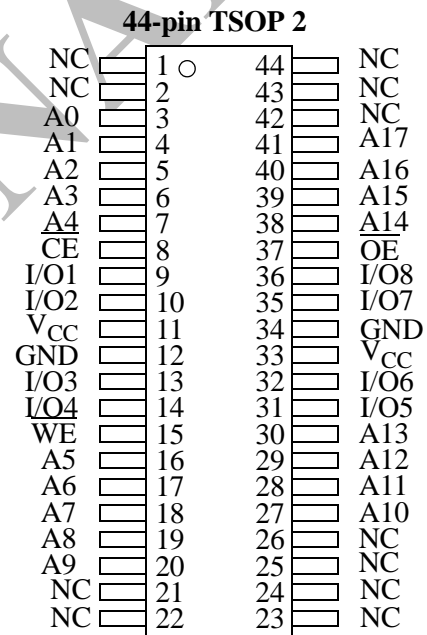 44-pin TSOP 2
NC 1 44 NC
NC 2 43 NC
A0 3 42 NC
A1 4 41 A17
A2 5 40 A16
A3 6 39 A15
A4 7 38 A14
CE 8 37 OE
I/O1 9 36 I/O8
I/O2 10 35 I/O7
VCC 11 34 GND
GND 12 33 VCC
I/O3 13 32 I/O6
I/O4 14 31 I/O5
WE 15 30 A13
A5 16 29 A12
A6 17 28 A11
A7 18 27 A10
A8 19 26 NC
A9 20 25 NC
NC 21 24 NC
NC 22 23 NC